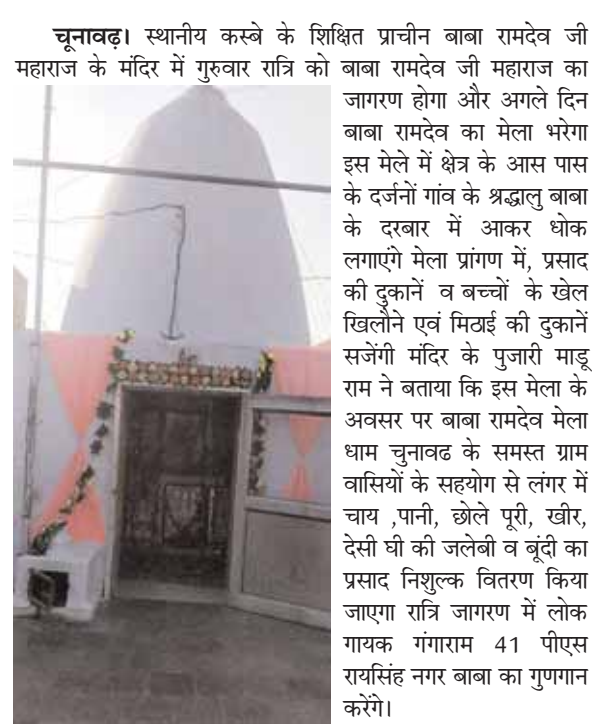 चूनावढ़। स्थानीय कस्बे के शिक्षित प्राचीन बाबा रामदेव जी
महाराज के मंदिर में गुरुवार रात्रि को बाबा रामदेव जी महाराज का
जागरण होगा और अगले दिन
बाबा रामदेव का मेला भरेगा
इस मेले में क्षेत्र के आस पास
के दर्जनों गांव के श्रद्धालु बाबा
के दरबार में आकर धोक
लगाएंगे मेला प्रांगण में, प्रसाद
की दुकानें व बच्चों के खेल
खिलौने एवं मिठाई की दुकानें
सजेंगी मंदिर के पुजारी माडू
राम ने बताया कि इस मेला के
अवसर पर बाबा रामदेव मेला
धाम चुनावढ के समस्त ग्राम
वासियों के सहयोग से लंगर में
चाय ,पानी, छोले पूरी, खीर,
देसी घी की जलेबी व बूंदी का
प्रसाद निशुल्क वितरण किया
जाएगा रात्रि जागरण में लोक
गायक गंगाराम 41 पीएस
रायसिंह नगर बाबा का गुणगान
करेंगे।